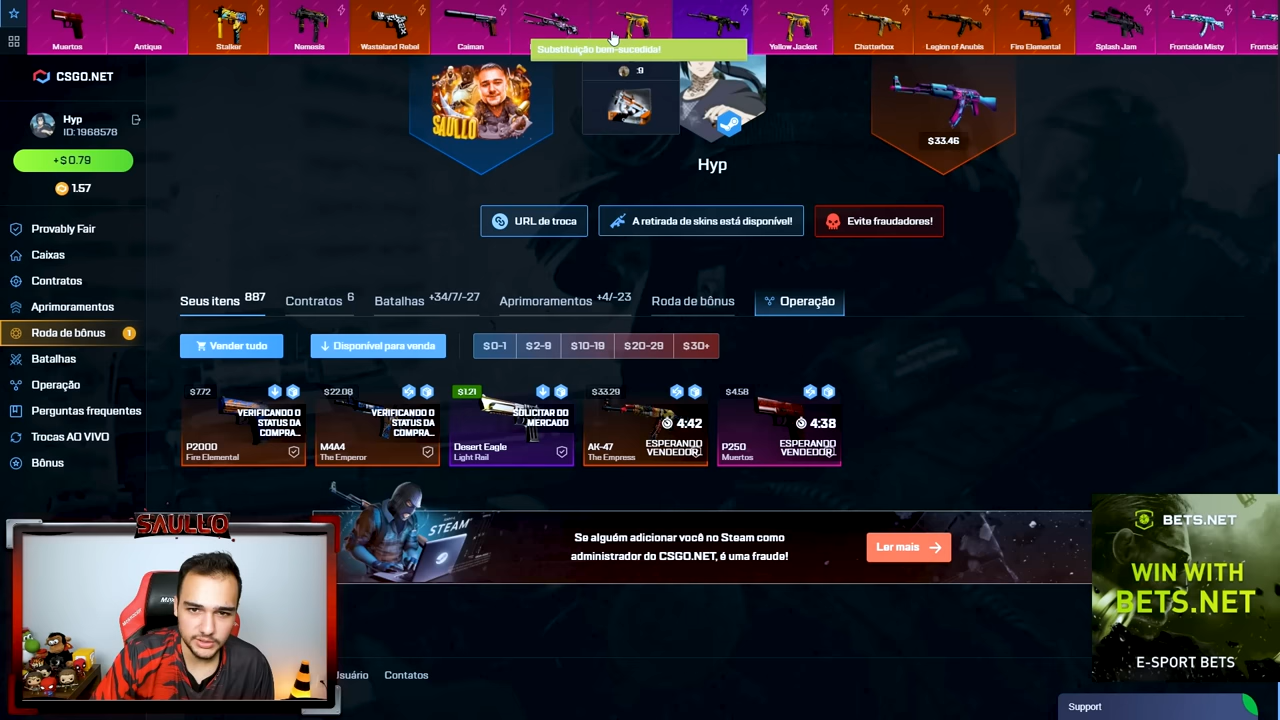 Muertos
Antique
Stalker
Nemesis
Wasteland Rebel
Caiman
Yellow Jacket
Chatterbox
Legion of Anubis
Fire Elemental
Splash Jam
Frontside Misty
Substituição bem-sucedida!
CSGO.NET
Hyp
ID: 1968578
+$0.79
1.57
Provably Fair
Caixas
Contratos
Aprimoramentos
Roda de bônus 1
Batalhas
Operação
Perguntas frequentes
Trocas AO VIVO
Bônus
SAULLO
:9
$33.46
Hyp
URL de troca
A retirada de skins está disponível!
Evite fraudadores!
Seus itens 887
Contratos 6
Batalhas +34/7/-27
Aprimoramentos +4/-23
Roda de bônus
Operação
Vender tudo
Disponível para venda
$0-1
$2-9
$10-19
$20-29
$30+
$7.72
VERIFICANDO O
STATUS DA
COMPRA...
P2000
Fire Elemental
$22.08
VERIFICANDO O
STATUS DA
COMPRA...
M4A4
The Emperor
$1.21
SOLICITAR DO
MERCADO
Desert Eagle
Light Rail
$33.29
4:42
ESPERANDO
VENDEDOR...
AK-47
The Empress
$4.58
4:38
ESPERANDO
VENDEDOR...
P250
Muertos
STEAM
Se alguém adicionar você no Steam como
administrador do CSGO.NET, é uma fraude!
Ler mais
SAULLO
Contatos
BETS.NET
WIN WITH
BETS.NET
E-SPORT BETS
Support